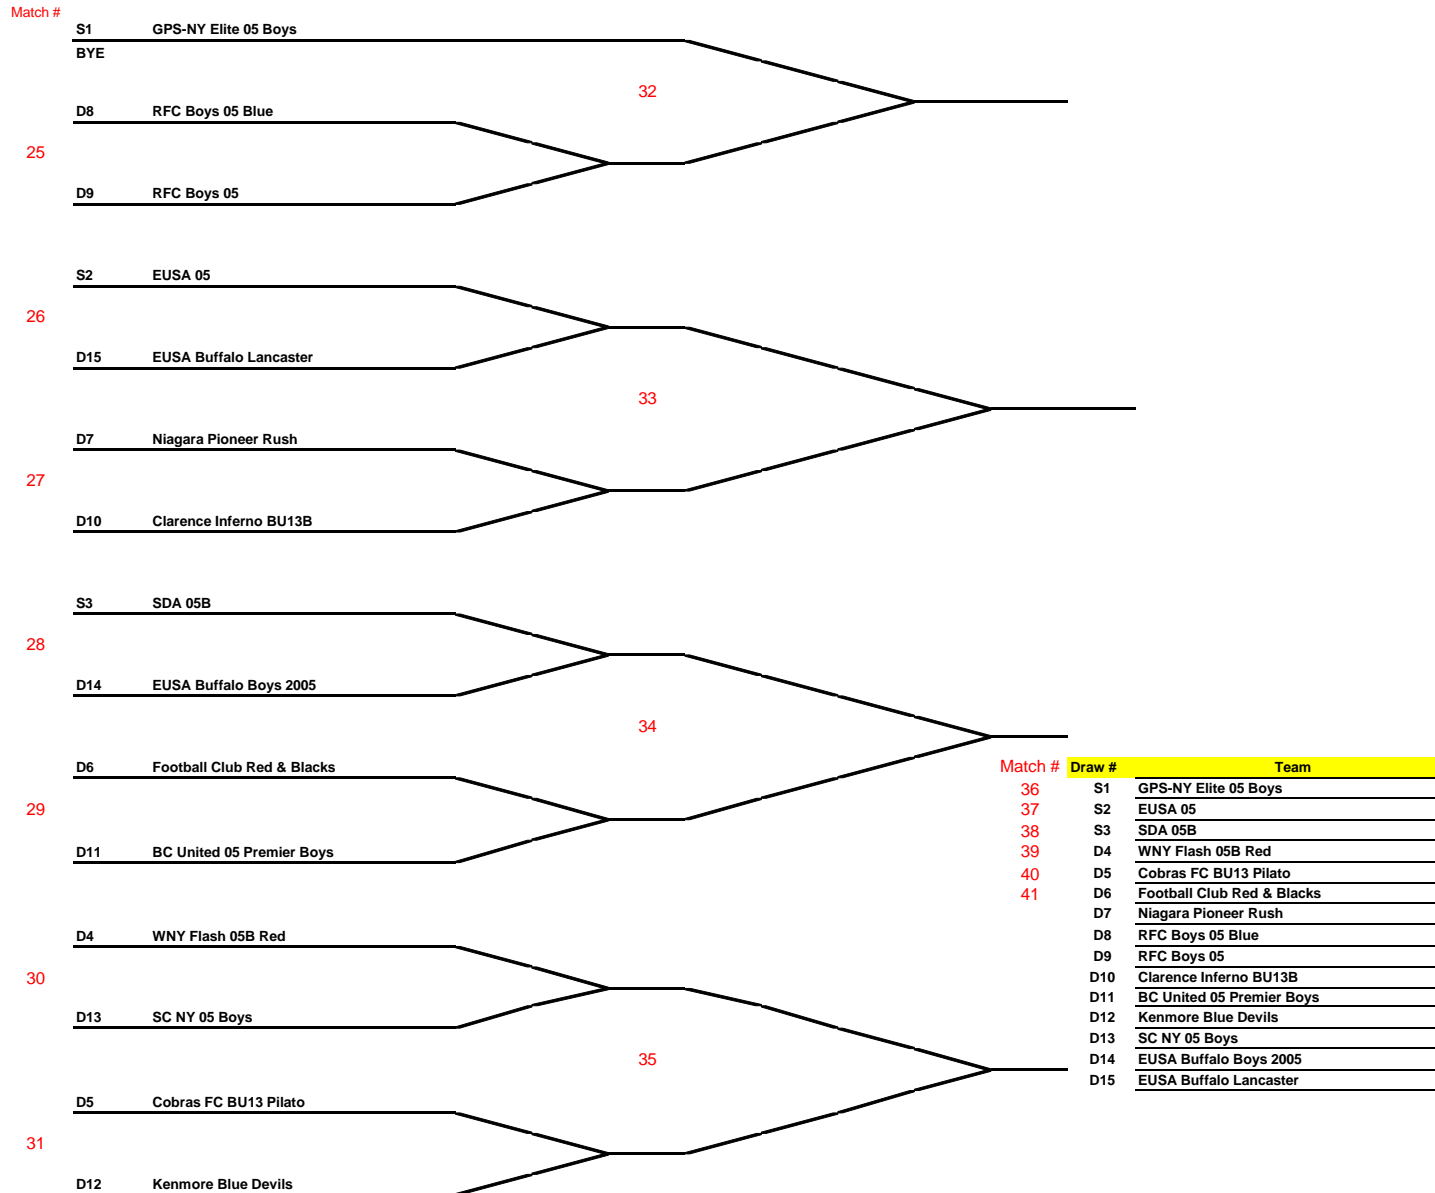 Match #
S1 GPS-NY Elite 05 Boys
BYE
32
D8 RFC Boys 05 Blue
25
D9 RFC Boys 05
S2 EUSA 05
26
D15 EUSA Buffalo Lancaster
33
D7 Niagara Pioneer Rush
27
D10 Clarence Inferno BU13B
S3 SDA 05B
28
D14 EUSA Buffalo Boys 2005
34
D6 Football Club Red & Blacks
29
D11 BC United 05 Premier Boys
D4 WNY Flash 05B Red
30
D13 SC NY 05 Boys
35
D5 Cobras FC BU13 Pilato
31
D12 Kenmore Blue Devils
Match # Draw # Team
36 S1 GPS-NY Elite 05 Boys
37 S2 EUSA 05
38 S3 SDA 05B
39 D4 WNY Flash 05B Red
40 D5 Cobras FC BU13 Pilato
41 D6 Football Club Red & Blacks
D7 Niagara Pioneer Rush
D8 RFC Boys 05 Blue
D9 RFC Boys 05
D10 Clarence Inferno BU13B
D11 BC United 05 Premier Boys
D12 Kenmore Blue Devils
D13 SC NY 05 Boys
D14 EUSA Buffalo Boys 2005
D15 EUSA Buffalo Lancaster